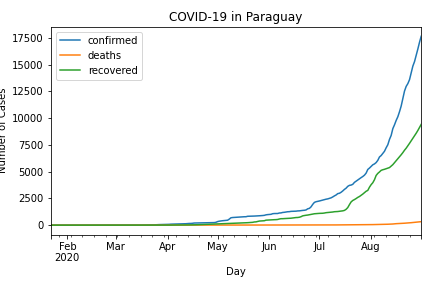 COVID-19 in Paraguay
confirmed
deaths
recovered
17500
15000
12500
10000
7500
5000
2500
0
Number of Cases
Feb Mar Apr May Jun Jul Aug
2020
Day